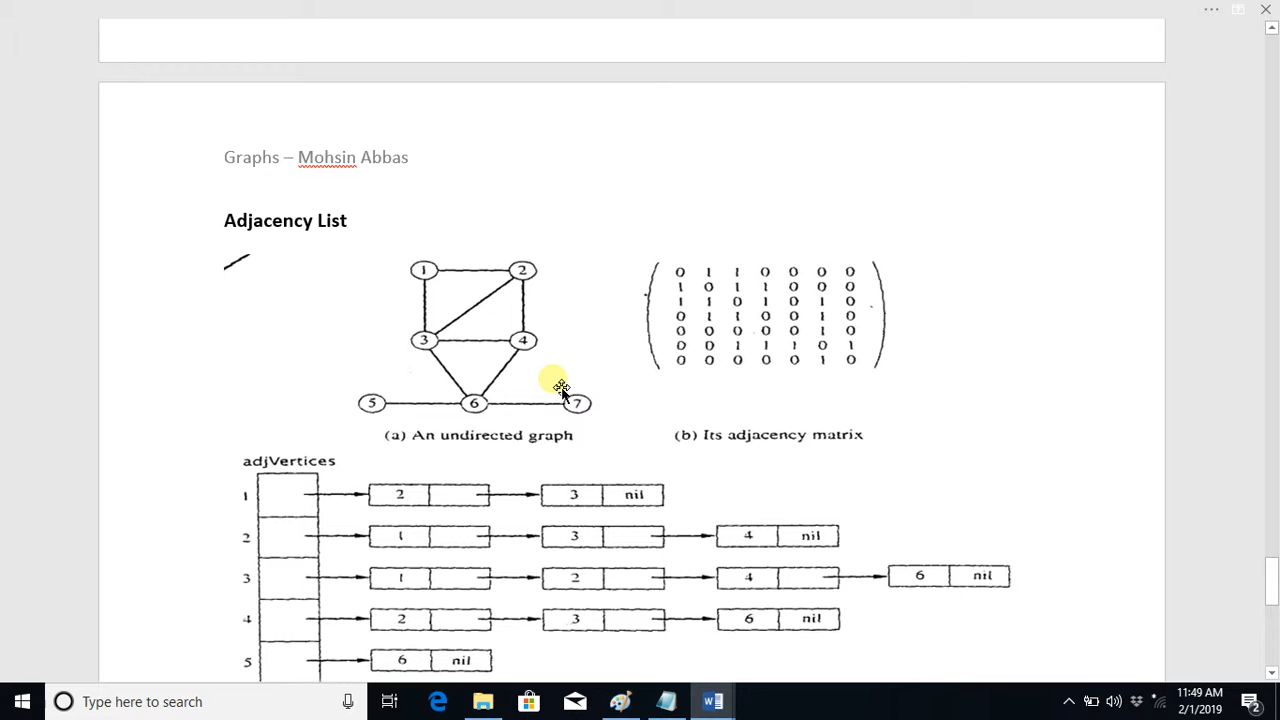 Graphs – Mohsin Abbas
Adjacency List
1 2
3 4
5 6 7
0 1 1 0 0 0 0
1 0 1 1 0 0 0
1 1 0 1 0 1 0
0 1 1 0 0 1 0
0 0 0 0 0 1 0
0 0 1 1 1 0 1
0 0 0 0 0 1 0
(a) An undirected graph
(b) Its adjacency matrix
adjVertices
1 2 3 nil
2 1 3 4 nil
3 1 2 4 6 nil
4 2 3 6 nil
5 6 nil
Type here to search
11:49 AM
2/1/2019
2